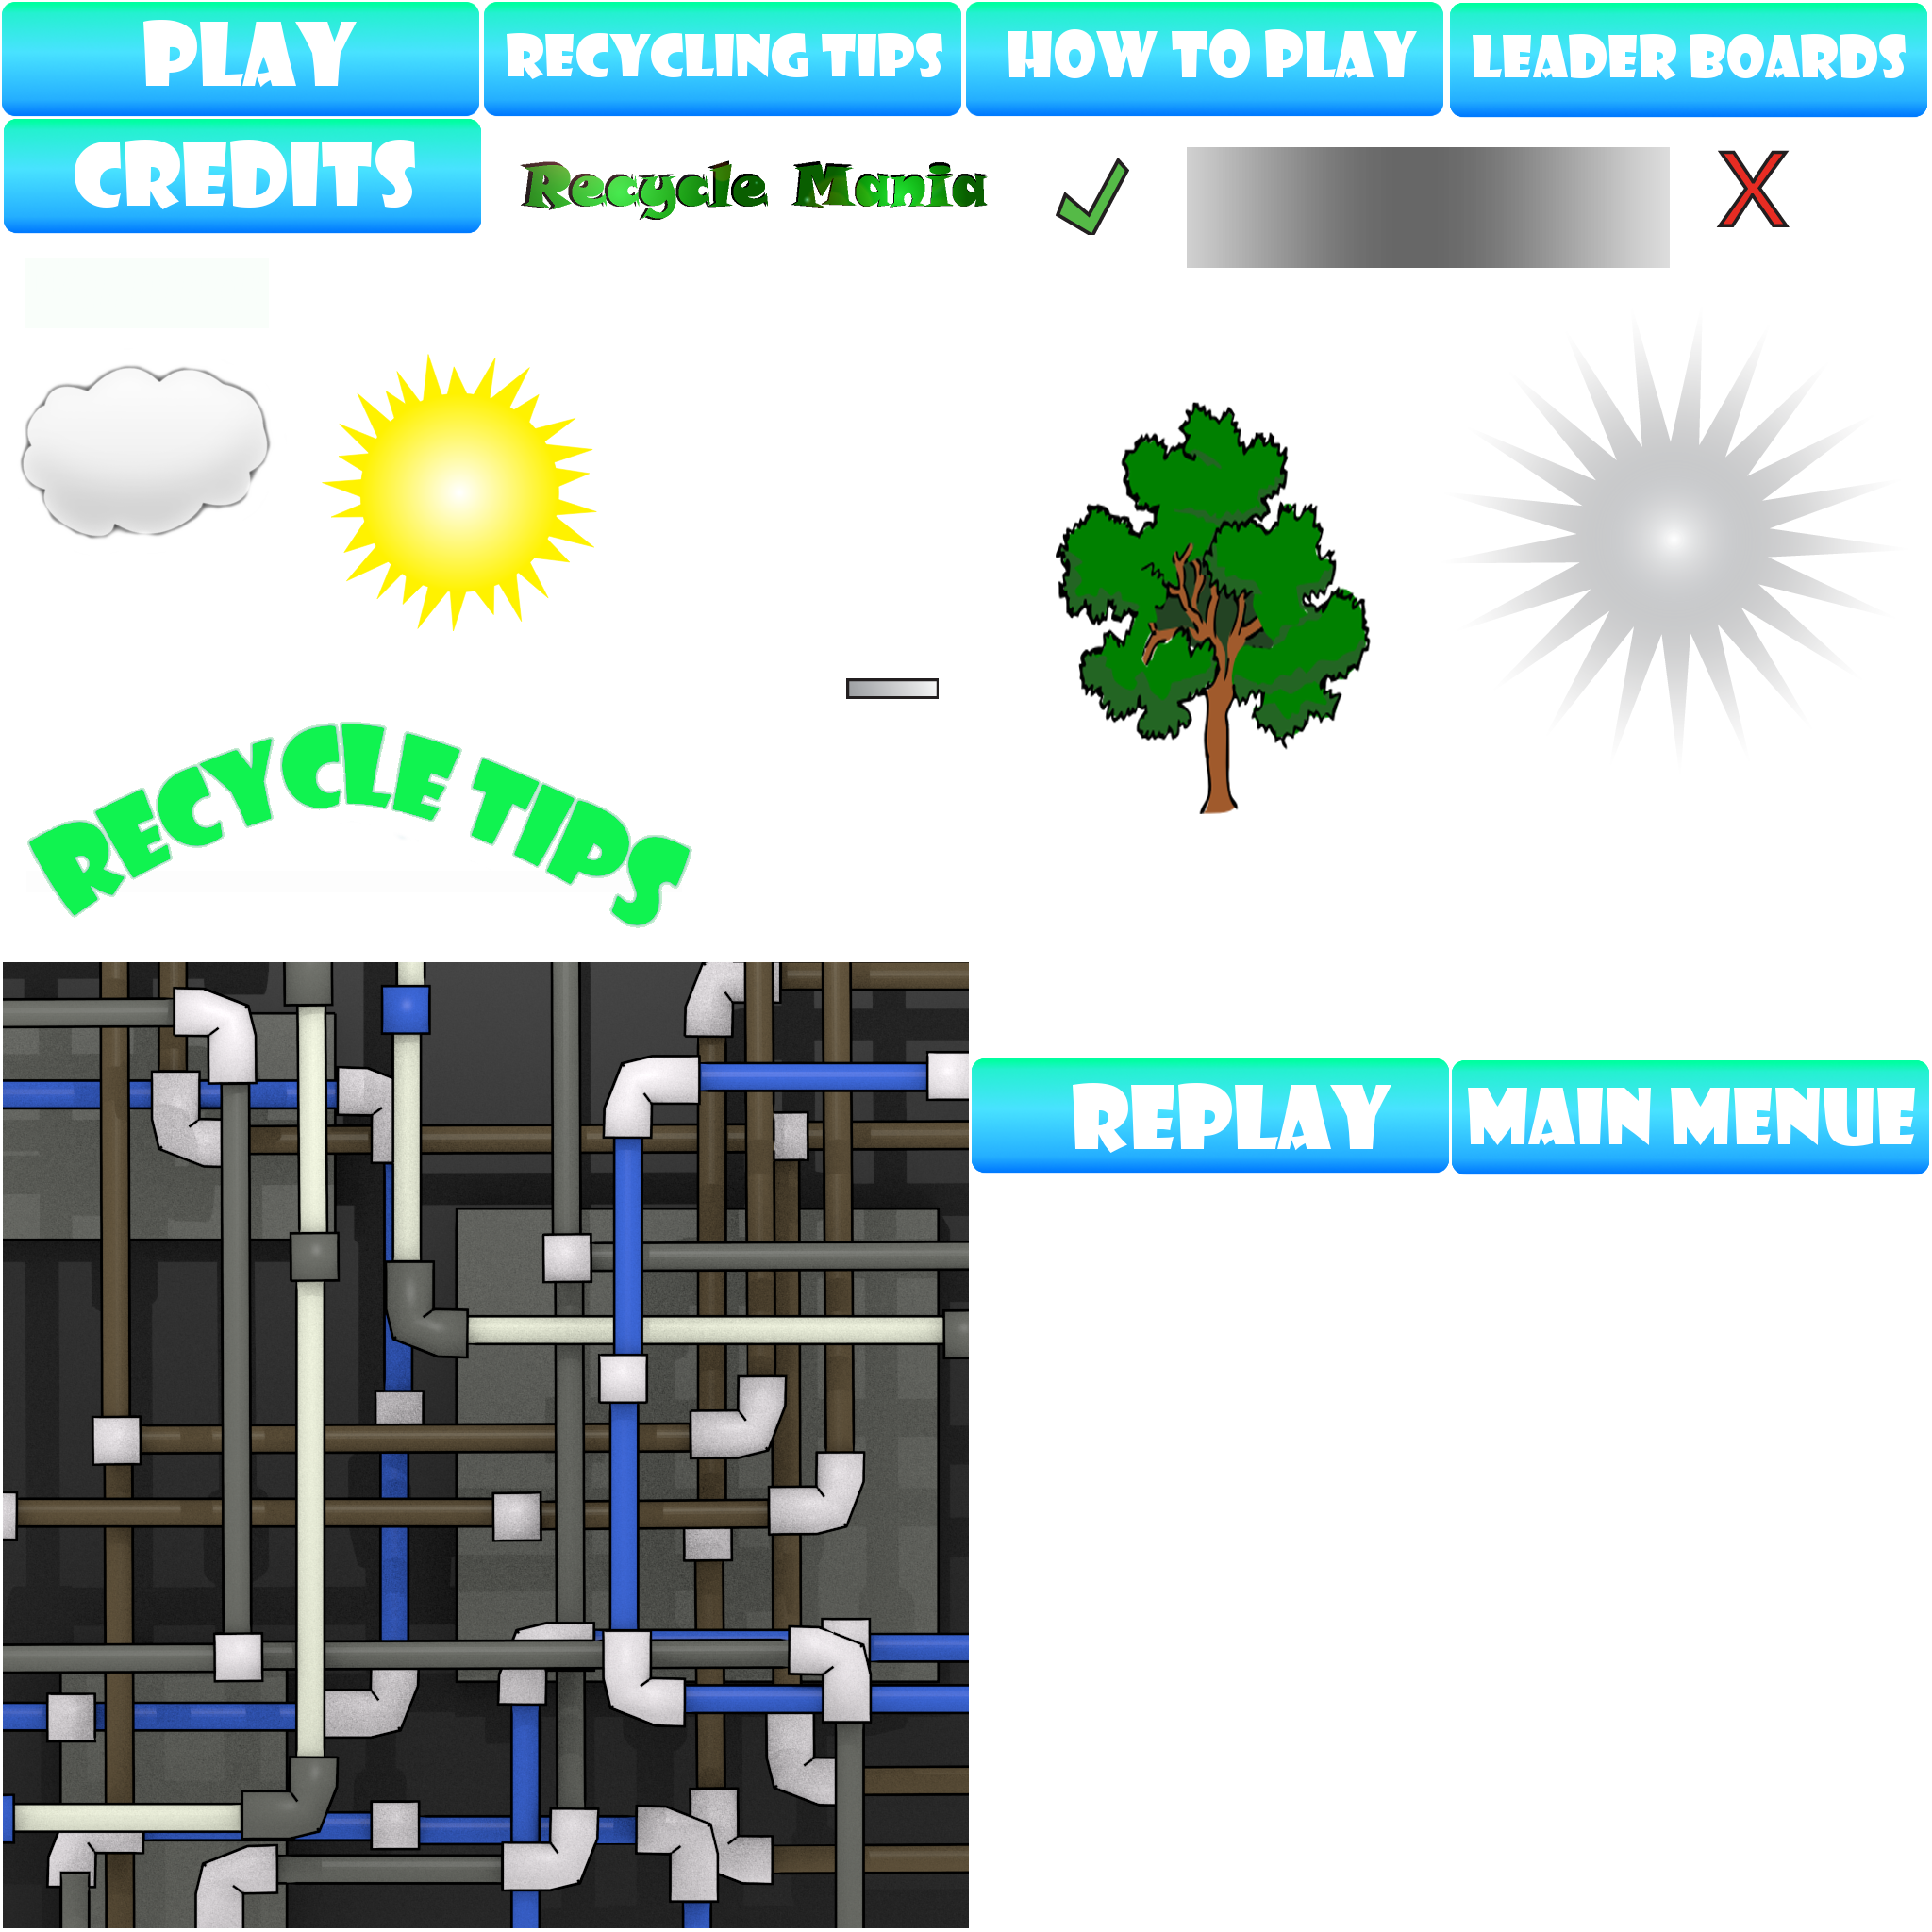 PLAY
RECYCLING TIPS
HOW TO PLAY
LEADER BOARDS
CREDITS
Recycle Mania
X
RECYCLE TIPS
REPLAY
MAIN MENUE